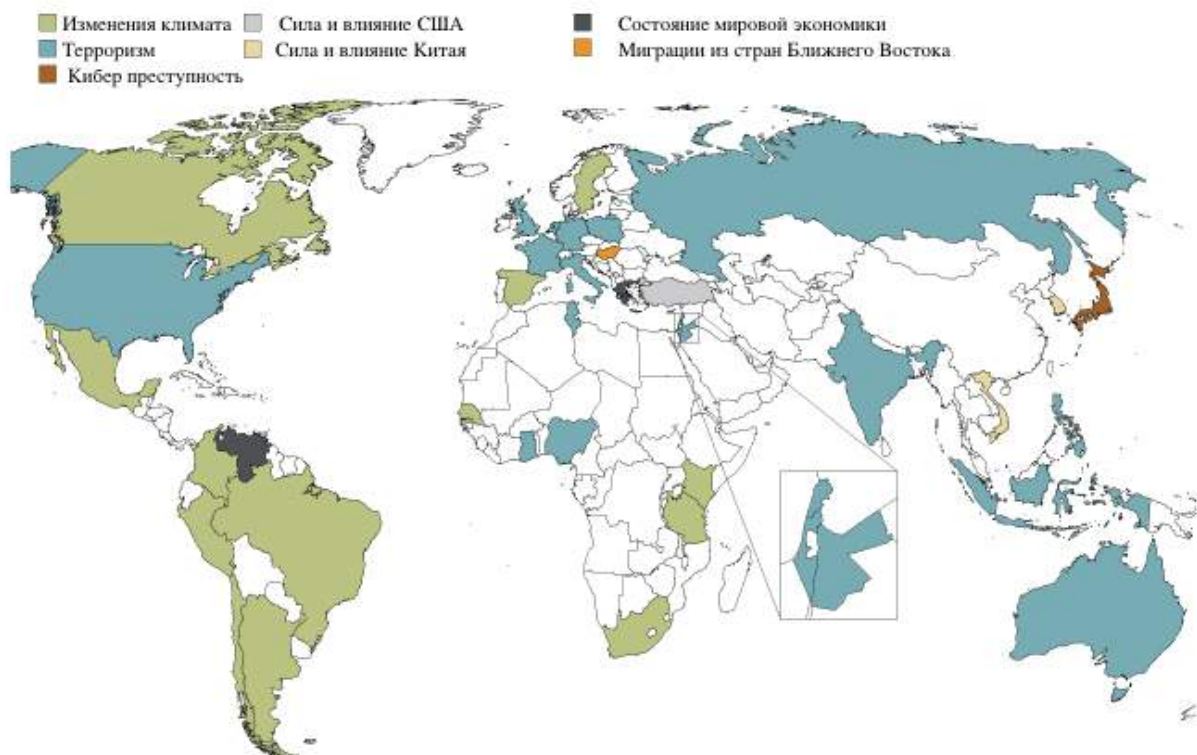 Изменения климата
Терроризм
Кибер преступность
Сила и влияние США
Сила и влияние Китая
Состояние мировой экономики
Миграции из стран Ближнего Востока